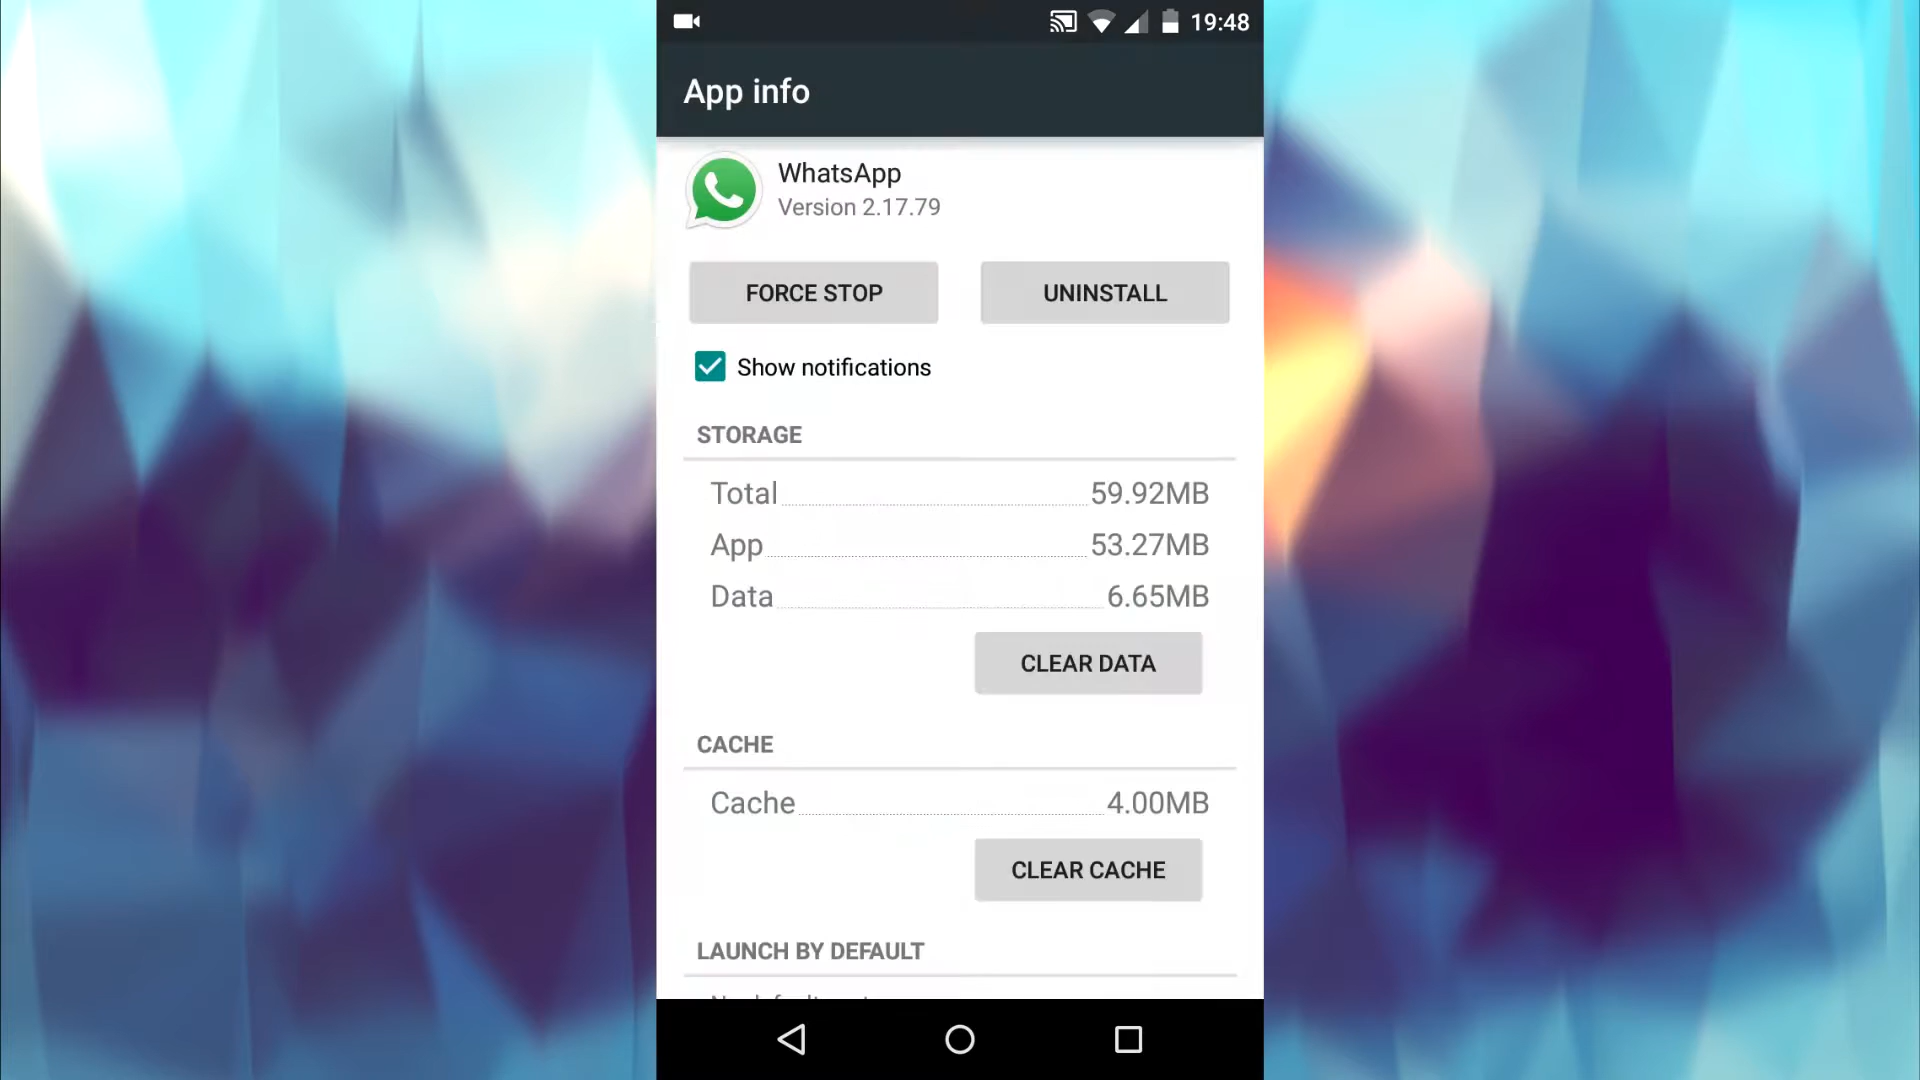 19:48
App info
WhatsApp
Version 2.17.79
FORCE STOP UNINSTALL
Show notifications
STORAGE
Total 59.92MB
App 53.27MB
Data 6.65MB
CLEAR DATA
CACHE
Cache 4.00MB
CLEAR CACHE
LAUNCH BY DEFAULT